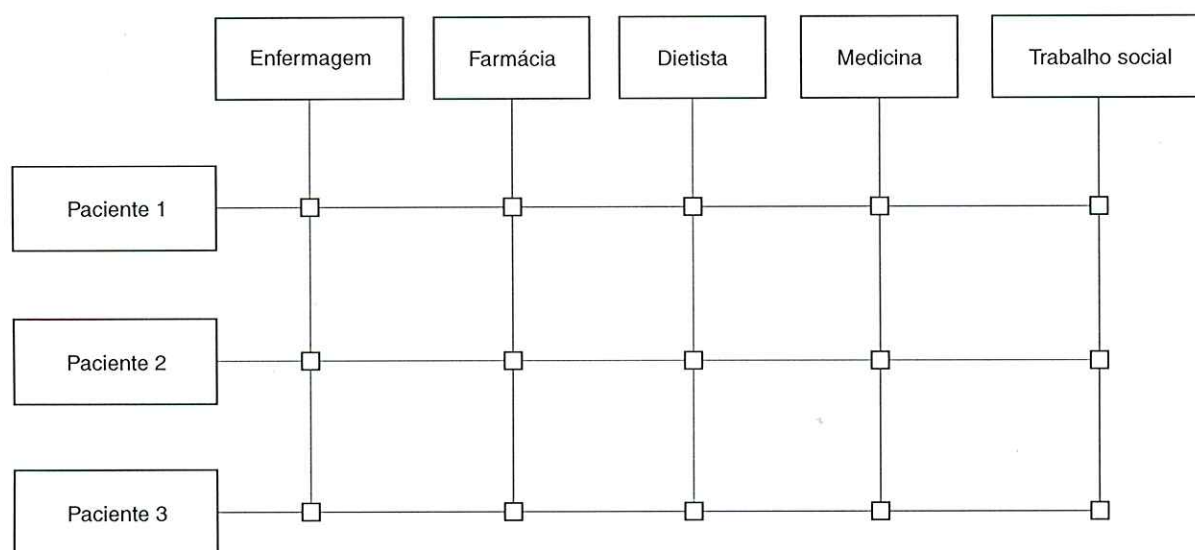 Enfermagem
Farmácia
Dietista
Medicina
Trabalho social
Paciente 1
Paciente 2
Paciente 3